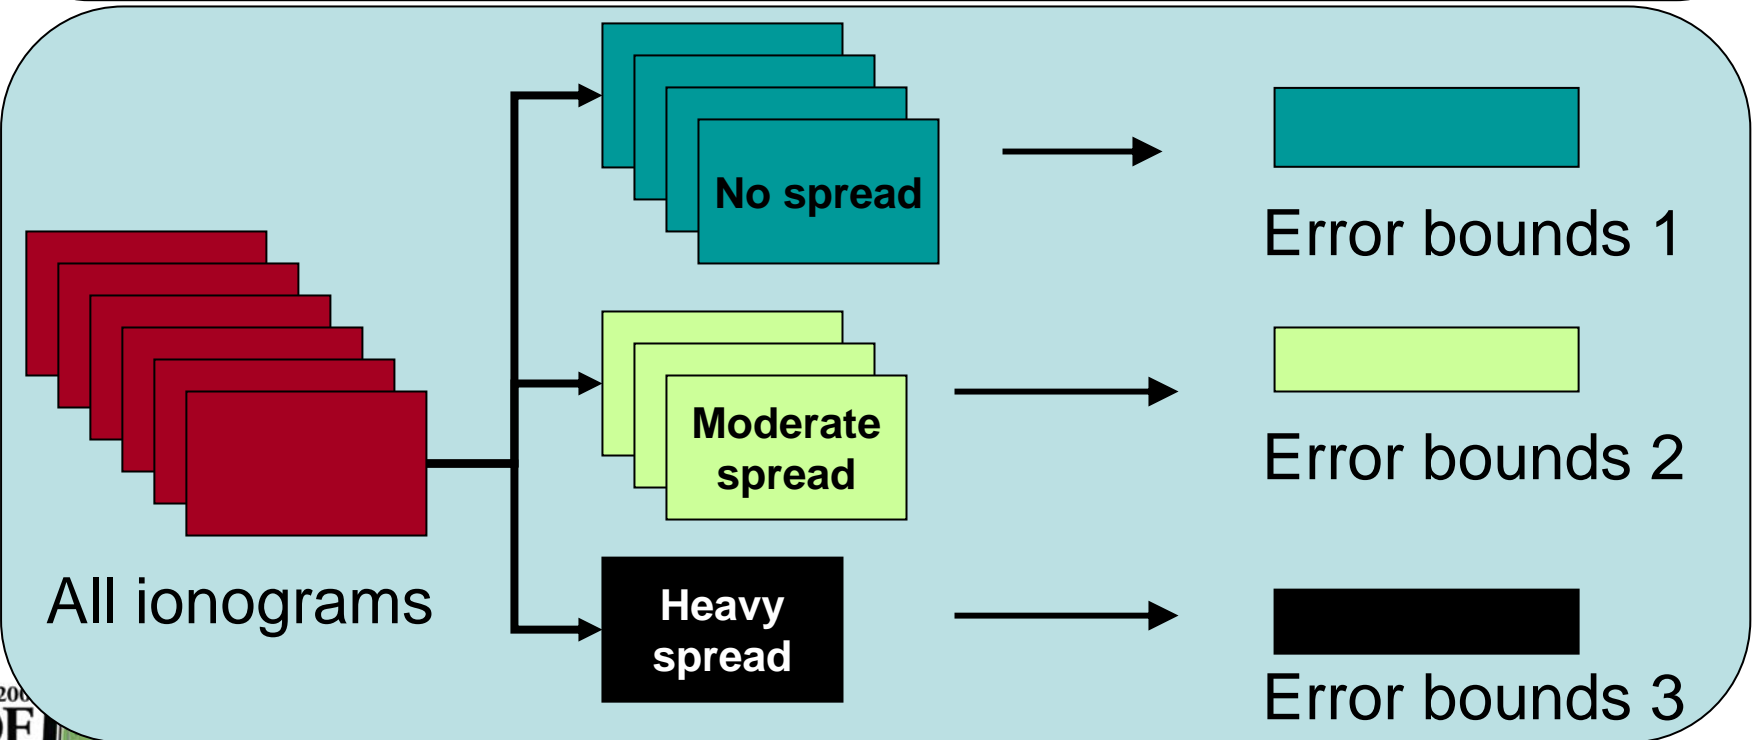 No spread
Error bounds 1
Moderate
spread
Error bounds 2
All ionograms
Heavy
spread
Error bounds 3